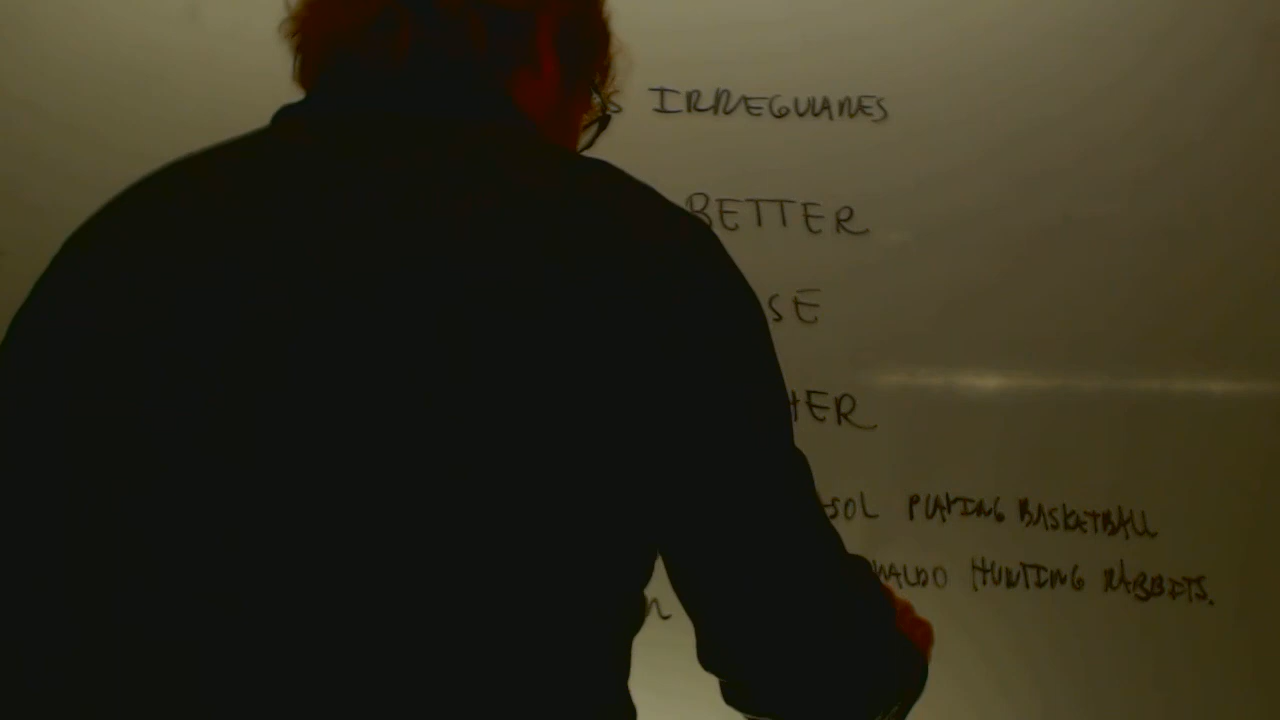 IRREGULARES
BETTER
SE
HER
SOL PLAYING BASKETBALL
NALDO HUNTING RABBITS.